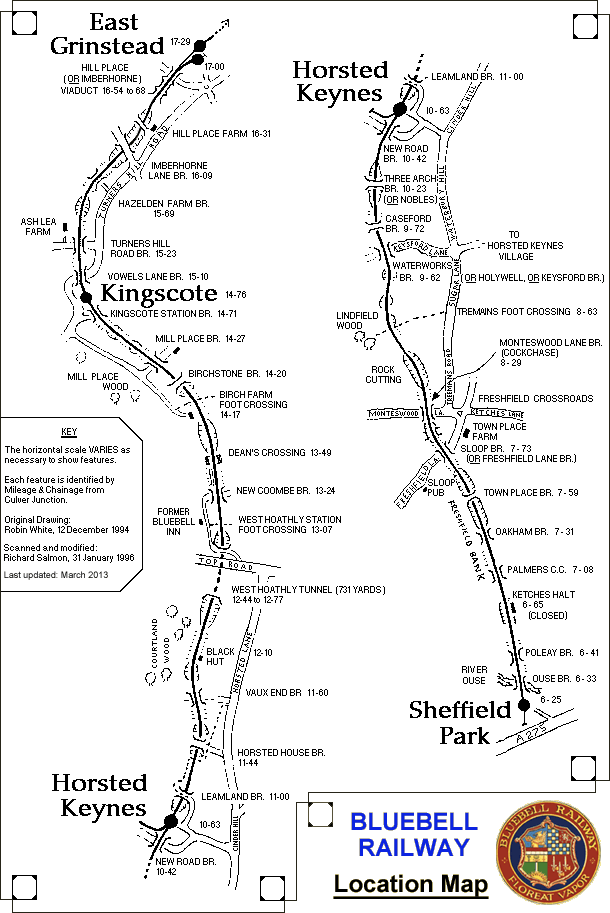 East
Grinstead
17-29
17-00
HILL PLACE
(OR IMBERHORNE)
VIADUCT 16-54 to 68
HILL PLACE FARM 16-31
TURNERS HILL ROAD
IMBERHORNE
LANE BR. 16-09
HAZELDEN FARM BR.
15-69
ASH LEA
FARM
TURNERS HILL
ROAD BR. 15-23
VOWELS LANE BR. 15-10
Kingscote 14-76
KINGSCOTE STATION BR. 14-71
MILL PLACE BR. 14-27
MILL PLACE
WOOD
BIRCHSTONE BR. 14-20
BIRCH FARM
FOOT CROSSING
14-17
DEAN'S CROSSING 13-49
NEW COOMBE BR. 13-24
FORMER
BLUEBELL
INN
WEST HOATHLY STATION
FOOT CROSSING 13-07
TOP ROAD
WEST HOATHLY TUNNEL (731 YARDS)
12-44 to 12-77
COURTLAND
WOOD
BLACK
HUT
12-10
HORSTED LANE
VAUX END BR 11-60
HORSTED HOUSE BR.
11-44
Horsted
Keynes
LEAMLAND BR. 11-00
10-63
CINDER HILL
NEW ROAD BR.
10-42
KEY
The horizontal scale VARIES as
necessary to show features.
Each feature is identified by
Mileage & Chainage from
Culver Junction.
Original Drawing:
Robin White, 12 December 1994
Scanned and modified:
Richard Salmon, 31 January 1996
Last updated: March 2013
Horsted
Keynes
LEAMLAND BR. 11-00
10-63
CINDER HILL
NEW ROAD
BR. 10-42
THREE ARCH
BR. 10-23
(OR NOBLES)
CASEFORD
BR. 9-72
KEYSFORD LANE
TO
HORSTED KEYNES
VILLAGE
WATERWORKS
BR. 9-62
(OR HOLYWELL, OR KEYSFORD BR.)
SUGAR LANE
LINDFIELD
WOOD
TREMAINS FOOT CROSSING 8-63
MONTESWOOD LANE BR.
(COCKCHASE)
8-29
ROCK
CUTTING
TREEMANS ROAD
FRESHFIELD CROSSROADS
MONTESWOOD LA.
KETCHES LANE
TOWN PLACE
FARM
SLOOP BR. 7-73
(OR FRESHFIELD LANE BR.)
FRESHFIELD LA.
SLOOP
PUB
TOWN PLACE BR. 7-59
FRESHFIELD BANK
OAKHAM BR. 7-31
PALMERS C.C. 7-08
KETCHES HALT
6-65
(CLOSED)
POLEAY BR. 6-41
RIVER
OUSE
OUSE BR. 6-33
Sheffield
Park
6-25
A 275
BLUEBELL
RAILWAY
Location Map
BLUEBELL RAILWAY
FLOREAT VAPOR